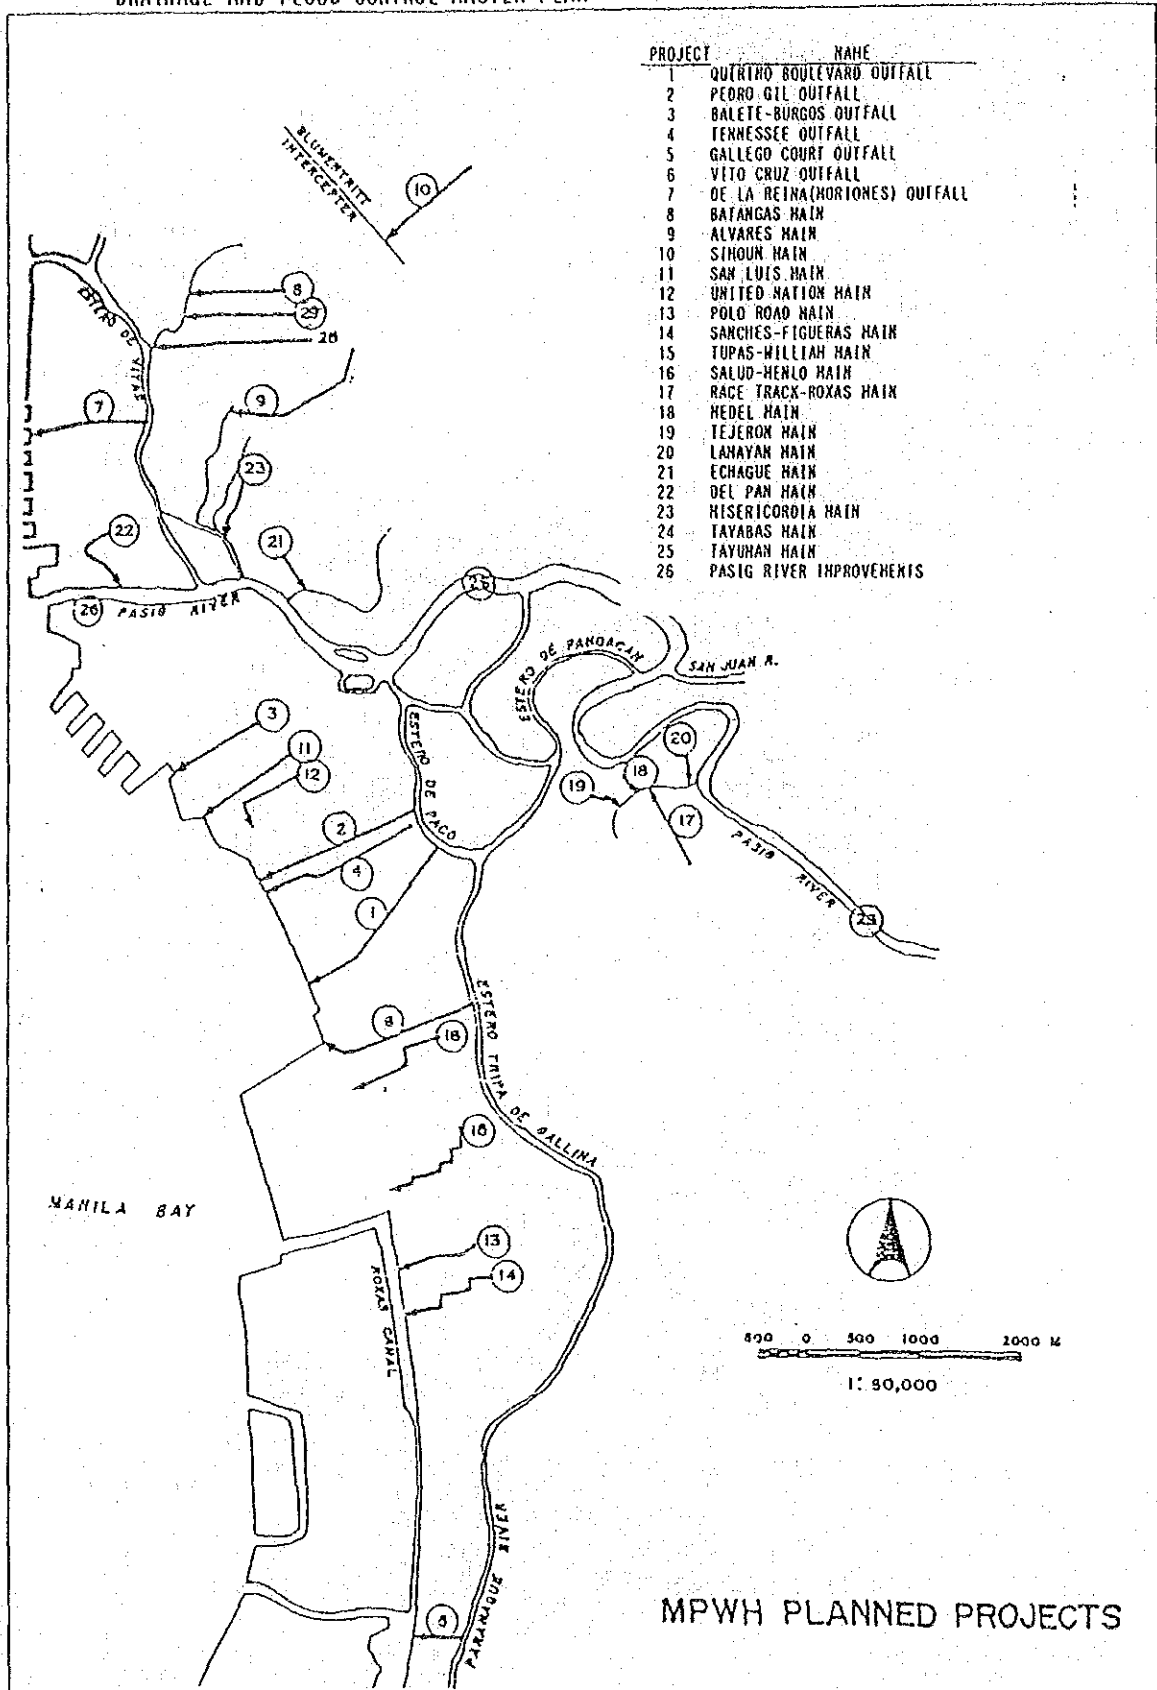 DRAINAGE AND FLOOD CONTROL MASTER PLAN
PROJECT NAME
1 QUIRINO BOULEVARD OUTFALL
2 PEDRO GIL OUTFALL
3 BALETE-BURGOS OUTFALL
4 TENNESSEE OUTFALL
5 GALLEGO COURT OUTFALL
6 VITO CRUZ OUTFALL
7 DE LA REINA(MORIONES) OUTFALL
8 BATANGAS MAIN
9 ALVARES MAIN
10 SIMOUN MAIN
11 SAN LUIS MAIN
12 UNITED NATION MAIN
13 POLO ROAD MAIN
14 SANCHES-FIGUERAS MAIN
15 TUPAS-WILLIAM MAIN
16 SALUD-MENLO MAIN
17 RACE TRACK-ROXAS MAIN
18 MEDEL MAIN
19 TEJERON MAIN
20 LAMAYAN MAIN
21 ECHAGUE MAIN
22 DEL PAN MAIN
23 MISERICORDIA MAIN
24 TAYABAS MAIN
25 TAYUMAN MAIN
26 PASIG RIVER IMPROVEMENTS
BLUMENTRITT
INTERCEPTER
10
8
29
26
ESTERO DE VITAS
7
9
23
22
21
26
PASIG RIVER
ESTERO DE PANDACAN
SAN JUAN R.
3
11
12
ESTERO DE PACO
20
18
19
17
2
4
1
PASIG RIVER
ESTERO TRIPA DE GALLINA
18
MANILA BAY
13
14
ROXAS CANAL
500 0 500 1000 2000 M
1: 50,000
PARANAQUE RIVER
MPWH PLANNED PROJECTS